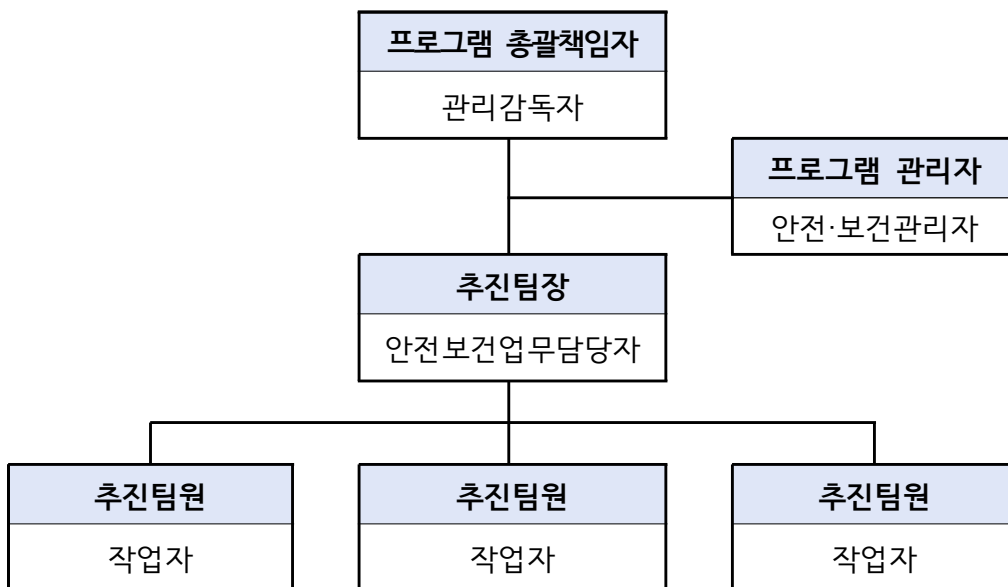 프로그램 총괄책임자
관리감독자
프로그램 관리자
안전·보건관리자
추진팀장
안전보건업무담당자
추진팀원
작업자
추진팀원
작업자
추진팀원
작업자